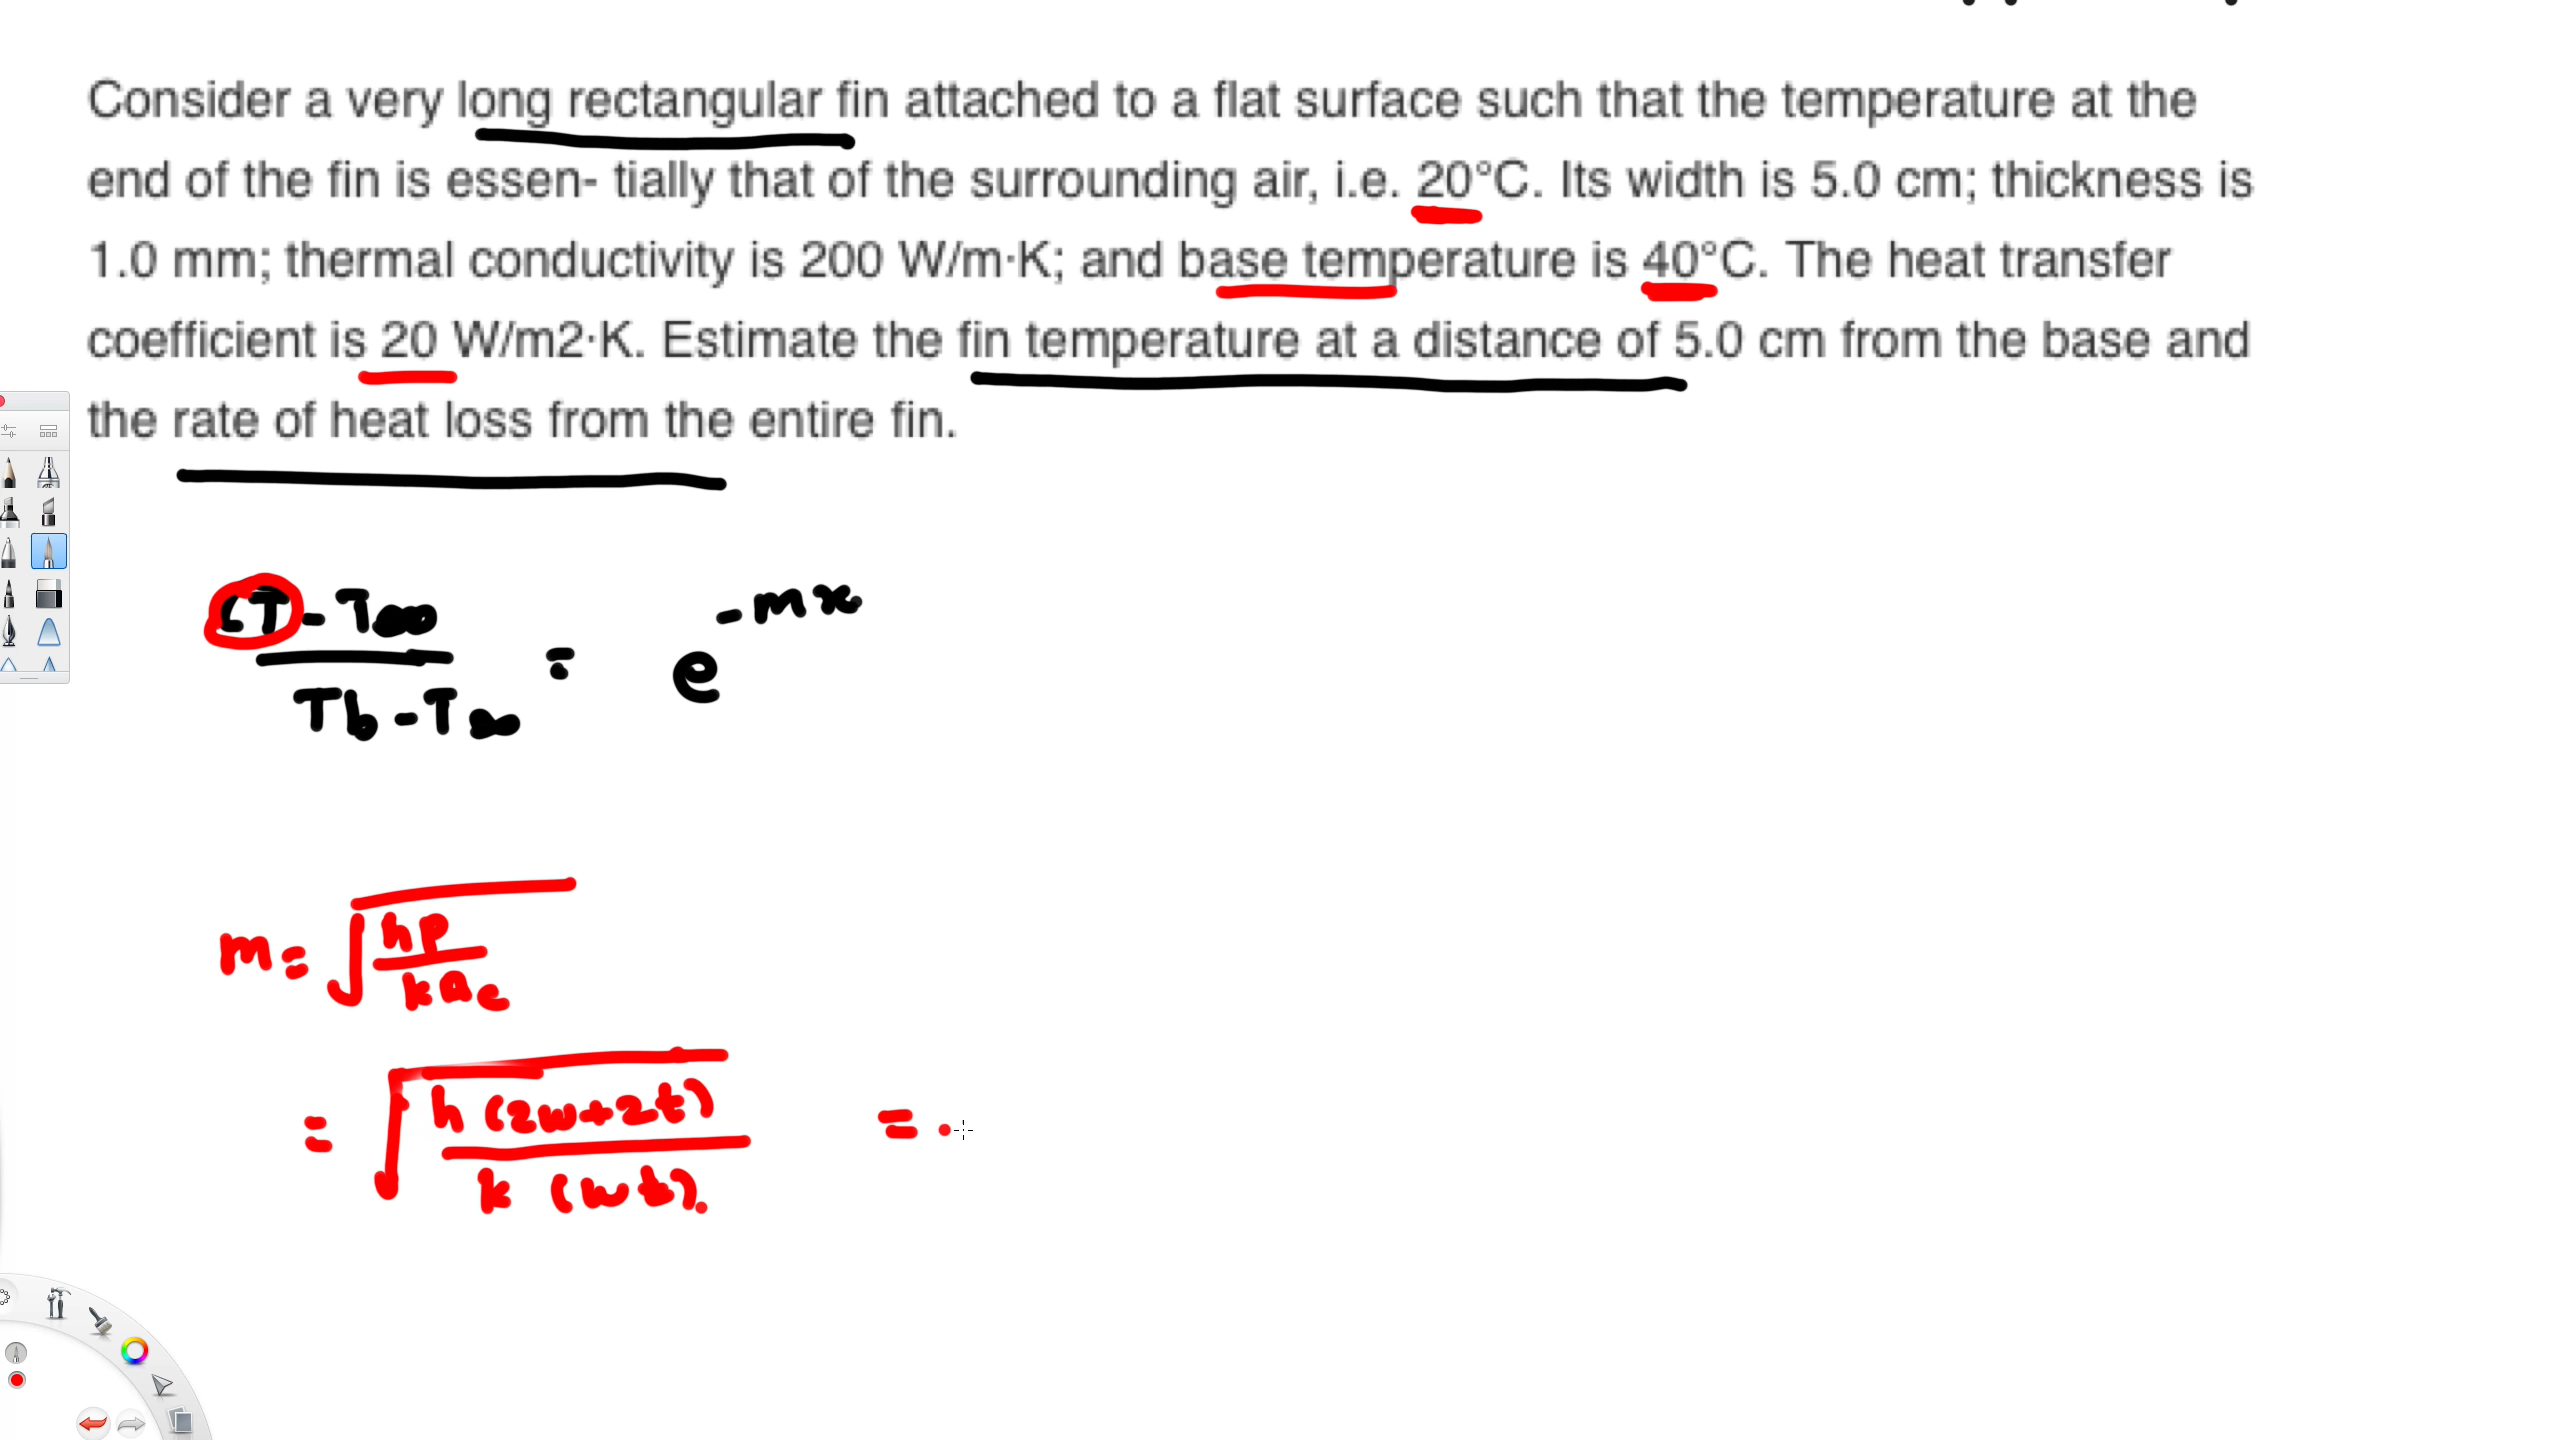 Consider a very long rectangular fin attached to a flat surface such that the temperature at the
end of the fin is essen- tially that of the surrounding air, i.e. 20°C. Its width is 5.0 cm; thickness is
1.0 mm; thermal conductivity is 200 W/m·K; and base temperature is 40°C. The heat transfer
coefficient is 20 W/m2·K. Estimate the fin temperature at a distance of 5.0 cm from the base and
the rate of heat loss from the entire fin.
(T - T∞
Tb - T∞
= e^-mx
m = √(hp
kac)
= √(h (2w+2t)
k (wt).) = .